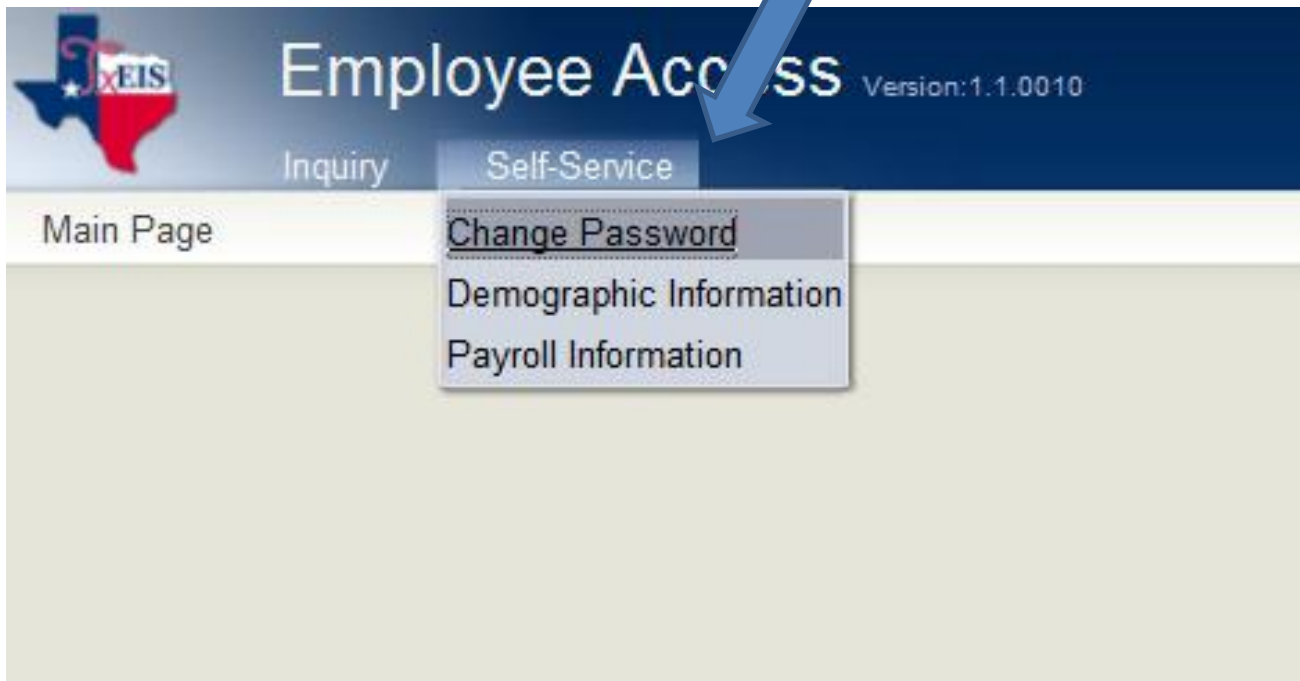 TxEIS
Employee Access Version:1.1.0010
Inquiry Self-Service
Main Page
Change Password
Demographic Information
Payroll Information